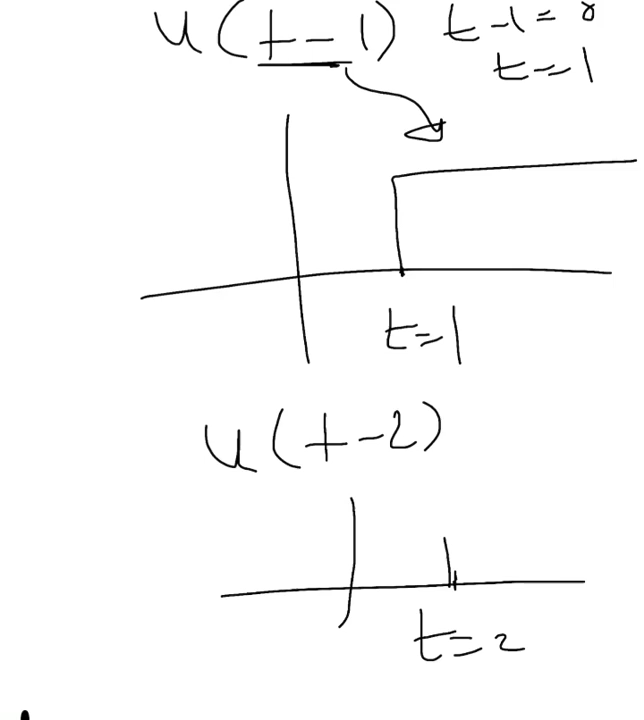 u(t-1) t-1=0
t=1
t=1
u(t-2)
t=2